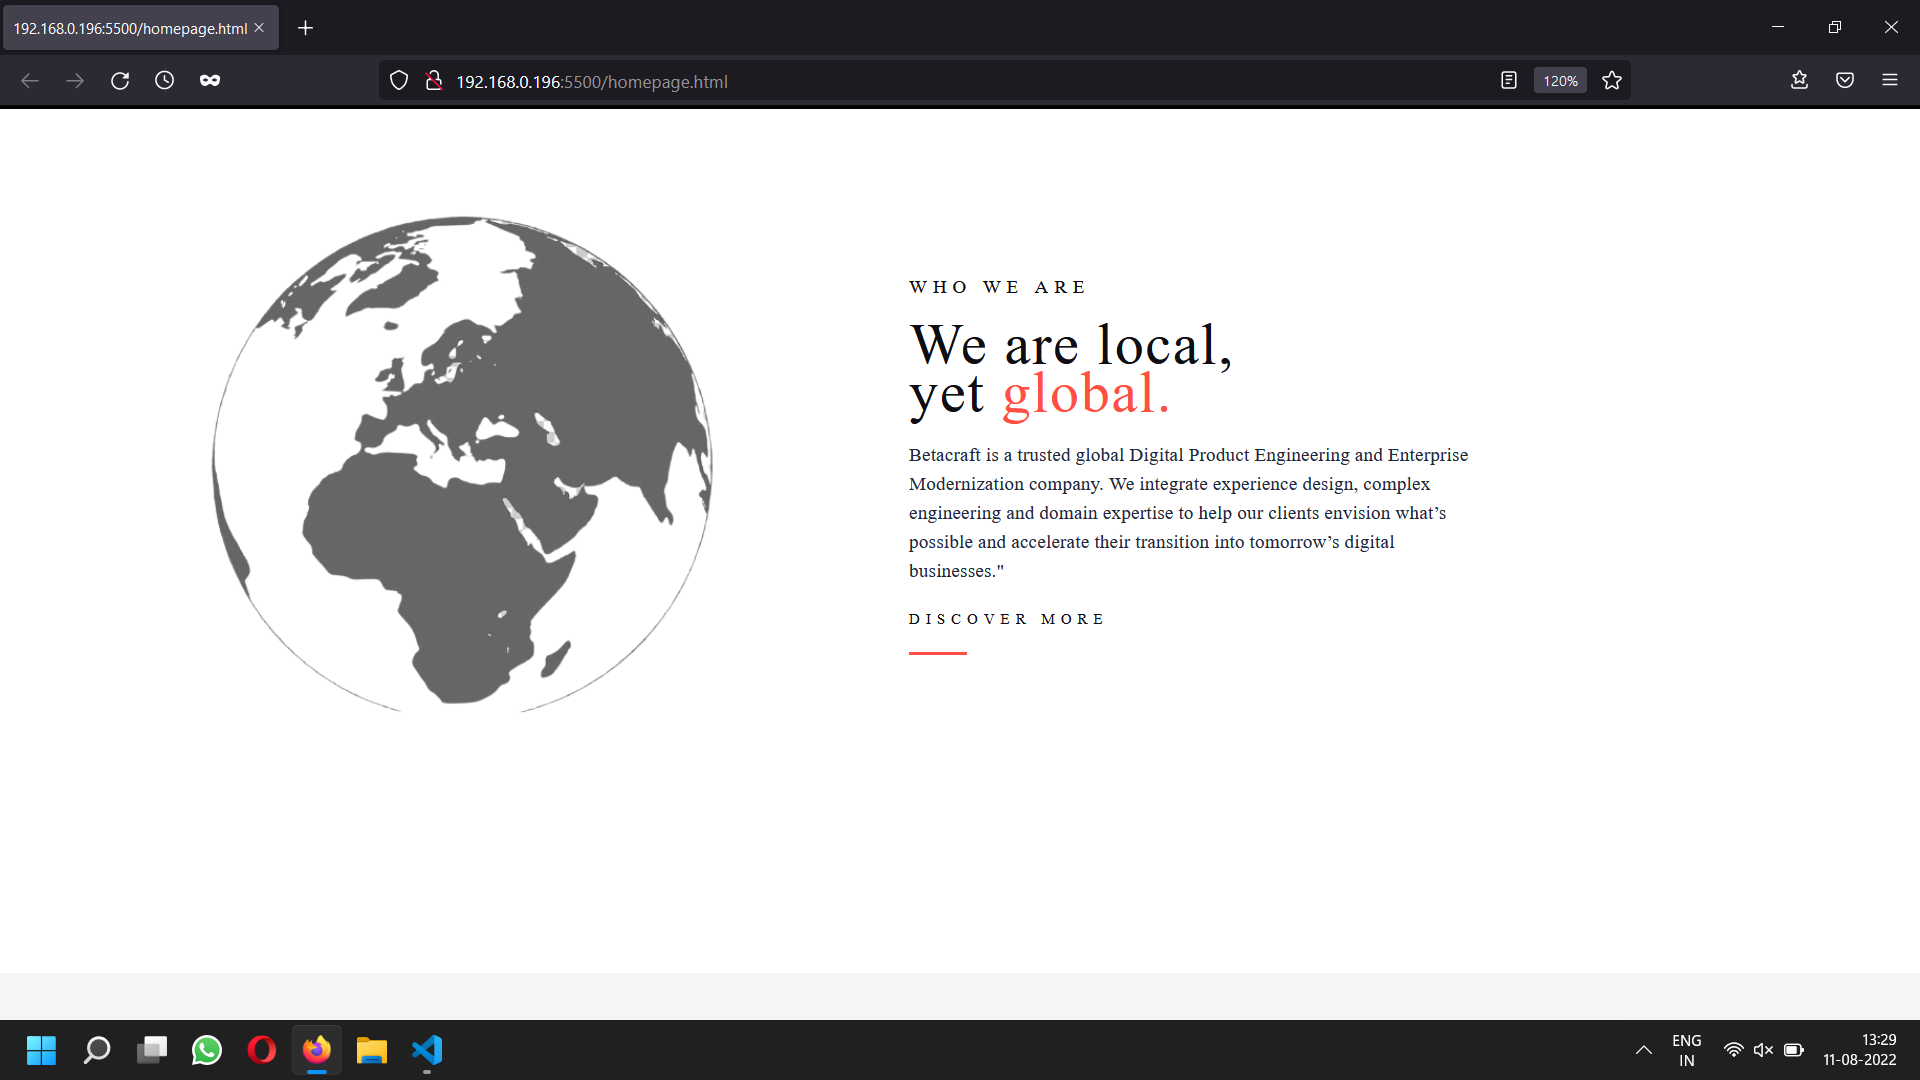 192.168.0.196:5500/homepage.html
192.168.0.196:5500/homepage.html
120%
WHO WE ARE
We are local,
yet global.
Betacraft is a trusted global Digital Product Engineering and Enterprise
Modernization company. We integrate experience design, complex
engineering and domain expertise to help our clients envision what’s
possible and accelerate their transition into tomorrow’s digital
businesses."
DISCOVER MORE
ENG
IN
13:29
11-08-2022